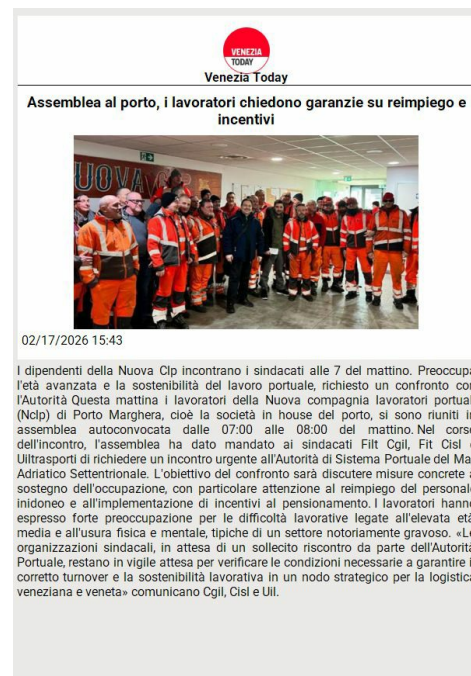 VENEZIA
TODAY
Venezia Today
Assemblea al porto, i lavoratori chiedono garanzie su reimpiego e
incentivi
NUOVA
02/17/2026 15:43
I dipendenti della Nuova Clp incontrano i sindacati alle 7 del mattino. Preoccupa
l'età avanzata e la sostenibilità del lavoro portuale, richiesto un confronto con
l'Autorità Questa mattina i lavoratori della Nuova compagnia lavoratori portual
(Nclp) di Porto Marghera, cioè la società in house del porto, si sono riuniti in
assemblea autoconvocata dalle 07:00 alle 08:00 del mattino. Nel corso
dell'incontro, l'assemblea ha dato mandato ai sindacati Filt Cgil, Fit Cisl e
Uiltrasporti di richiedere un incontro urgente all'Autorità di Sistema Portuale del Mar
Adriatico Settentrionale. L'obiettivo del confronto sarà discutere misure concrete a
sostegno dell'occupazione, con particolare attenzione al reimpiego del personale
inidoneo e all'implementazione di incentivi al pensionamento. I lavoratori hanno
espresso forte preoccupazione per le difficoltà lavorative legate all'elevata età
media e all'usura fisica e mentale, tipiche di un settore notoriamente gravoso. «Le
organizzazioni sindacali, in attesa di un sollecito riscontro da parte dell'Autorità
Portuale, restano in vigile attesa per verificare le condizioni necessarie a garantire i
corretto turnover e la sostenibilità lavorativa in un nodo strategico per la logistica
veneziana e veneta» comunicano Cgil, Cisl e Uil.